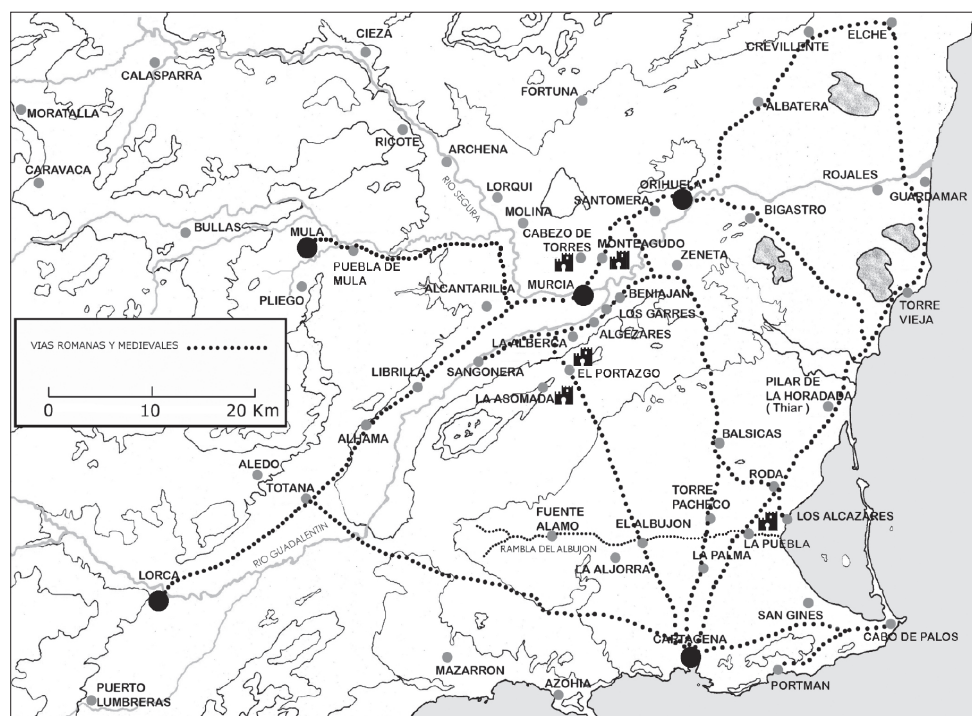 CIEZA
CREVILLENTE
ELCHE
CALASPARRA
FORTUNA
ALBATERA
MORATALLA
RICOTE
ARCHENA
CARAVACA
RIO SEGURA
LORQUI
ORIHUELA
ROJALES
GUARDAMAR
SANTOMERA
MOLINA
BIGASTRO
BULLAS
MULA
CABEZO DE
TORRES
MONTEAGUDO
ZENETA
PUEBLA DE
MULA
PLIEGO
ALCANTARILLA
MURCIA
BENIAJAN
LOS GARRES
TORRE
VIEJA
VIAS ROMANAS Y MEDIEVALES
LA ALBERCA
ALGEZARES
LIBRILLA
SANGONERA
EL PORTAZGO
LA ASOMADA
PILAR DE
LA HORADADA
( Thiar )
0 10 20 Km
ALHAMA
BALSICAS
ALEDO
TOTANA
RODA
TORRE
PACHECO
FUENTE
ALAMO
EL ALBUJON
LOS ALCAZARES
RAMBLA DEL ALBUJON
LA PUEBLA
RIO GUADALENTIN
LA ALJORRA
LA PALMA
LORCA
SAN GINES
CARTAGENA
CABO DE PALOS
MAZARRON
AZOHIA
PORTMAN
PUERTO
LUMBRERAS